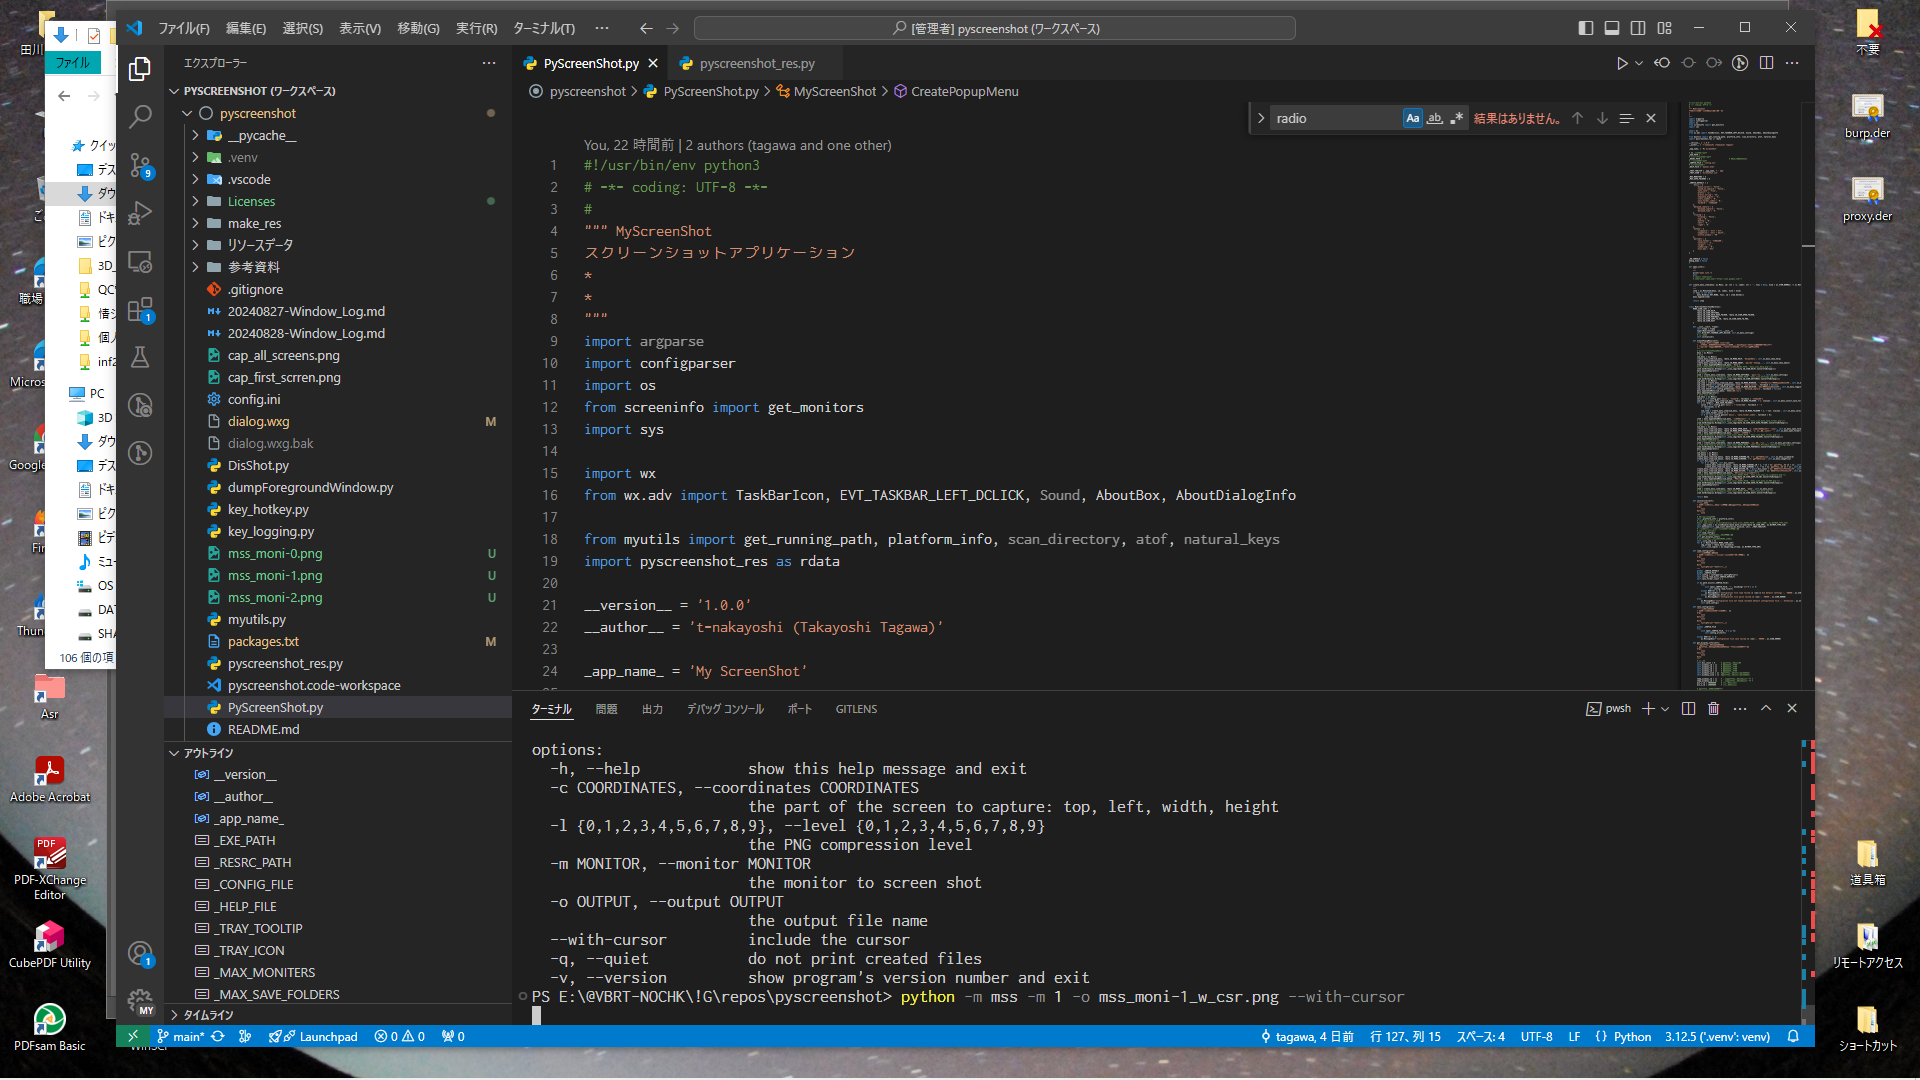 ファイル(F) 編集(E) 選択(S) 表示(V) 移動(G) 実行(R) ターミナル(T) … [管理者] pyscreenshot (ワークスペース)
田川
ファイル
クイッ
デス
ダウ
ドキ
ピク
3D_
QC
個人
inf2
PC
3D
ダウ
デス
ドキ
ピク
ビデ
ミュ-
OS
DAT
SHA
106 個の項
職場
Micros
Google
Fir
Thun
Asr
Adobe Acrobat
PDF-XChange
Editor
CubePDF Utility
PDFsam Basic
エクスプローラー
PYSCREENSHOT (ワークスペース)
pyscreenshot
__pycache__
.venv
.vscode
Licenses
make_res
リソースデータ
参考資料
.gitignore
20240827-Window_Log.md
20240828-Window_Log.md
cap_all_screens.png
cap_first_scrren.png
config.ini
dialog.wxg M
dialog.wxg.bak
DisShot.py
dumpForegroundWindow.py
key_hotkey.py
key_logging.py
mss_moni-0.png U
mss_moni-1.png U
mss_moni-2.png U
myutils.py
packages.txt M
pyscreenshot_res.py
pyscreenshot.code-workspace
PyScreenShot.py
README.md
アウトライン
__version__
__author__
_app_name_
_EXE_PATH
_RESRC_PATH
_CONFIG_FILE
_HELP_FILE
_TRAY_TOOLTIP
_TRAY_ICON
_MAX_MONITERS
_MAX_SAVE_FOLDERS
タイムライン
9
1
1
MY
PyScreenShot.py pyscreenshot_res.py
pyscreenshot > PyScreenShot.py > MyScreenShot > CreatePopupMenu
radio Aa ab 結果はありません。
You, 22 時間前 | 2 authors (tagawa and one other)
1 #!/usr/bin/env python3
2 # -*- coding: UTF-8 -*-
3 #
4 """ MyScreenShot
5 スクリーンショットアプリケーション
6 *
7 *
8 """
9 import argparse
10 import configparser
11 import os
12 from screeninfo import get_monitors
13 import sys
14
15 import wx
16 from wx.adv import TaskBarIcon, EVT_TASKBAR_LEFT_DCLICK, Sound, AboutBox, AboutDialogInfo
17
18 from myutils import get_running_path, platform_info, scan_directory, atof, natural_keys
19 import pyscreenshot_res as rdata
20
21 __version__ = '1.0.0'
22 __author__ = 't-nakayoshi (Takayoshi Tagawa)'
23
24 _app_name_ = 'My ScreenShot'
ターミナル 問題 出力 デバッグ コンソール ポート GITLENS pwsh
options:
-h, --help show this help message and exit
-c COORDINATES, --coordinates COORDINATES
the part of the screen to capture: top, left, width, height
-l {0,1,2,3,4,5,6,7,8,9}, --level {0,1,2,3,4,5,6,7,8,9}
the PNG compression level
-m MONITOR, --monitor MONITOR
the monitor to screen shot
-o OUTPUT, --output OUTPUT
the output file name
--with-cursor include the cursor
-q, --quiet do not print created files
-v, --version show program's version number and exit
PS E:\@VBRT-NOCHK\!G\repos\pyscreenshot> python -m mss -m 1 -o mss_moni-1_w_csr.png --with-cursor
main* Launchpad 0 0 0 tagawa, 4 日前 行 127、列 15 スペース: 4 UTF-8 LF {} Python 3.12.5 ('.venv': venv)
不要
burp.der
proxy.der
道具箱
リモートアクセス
ショートカット